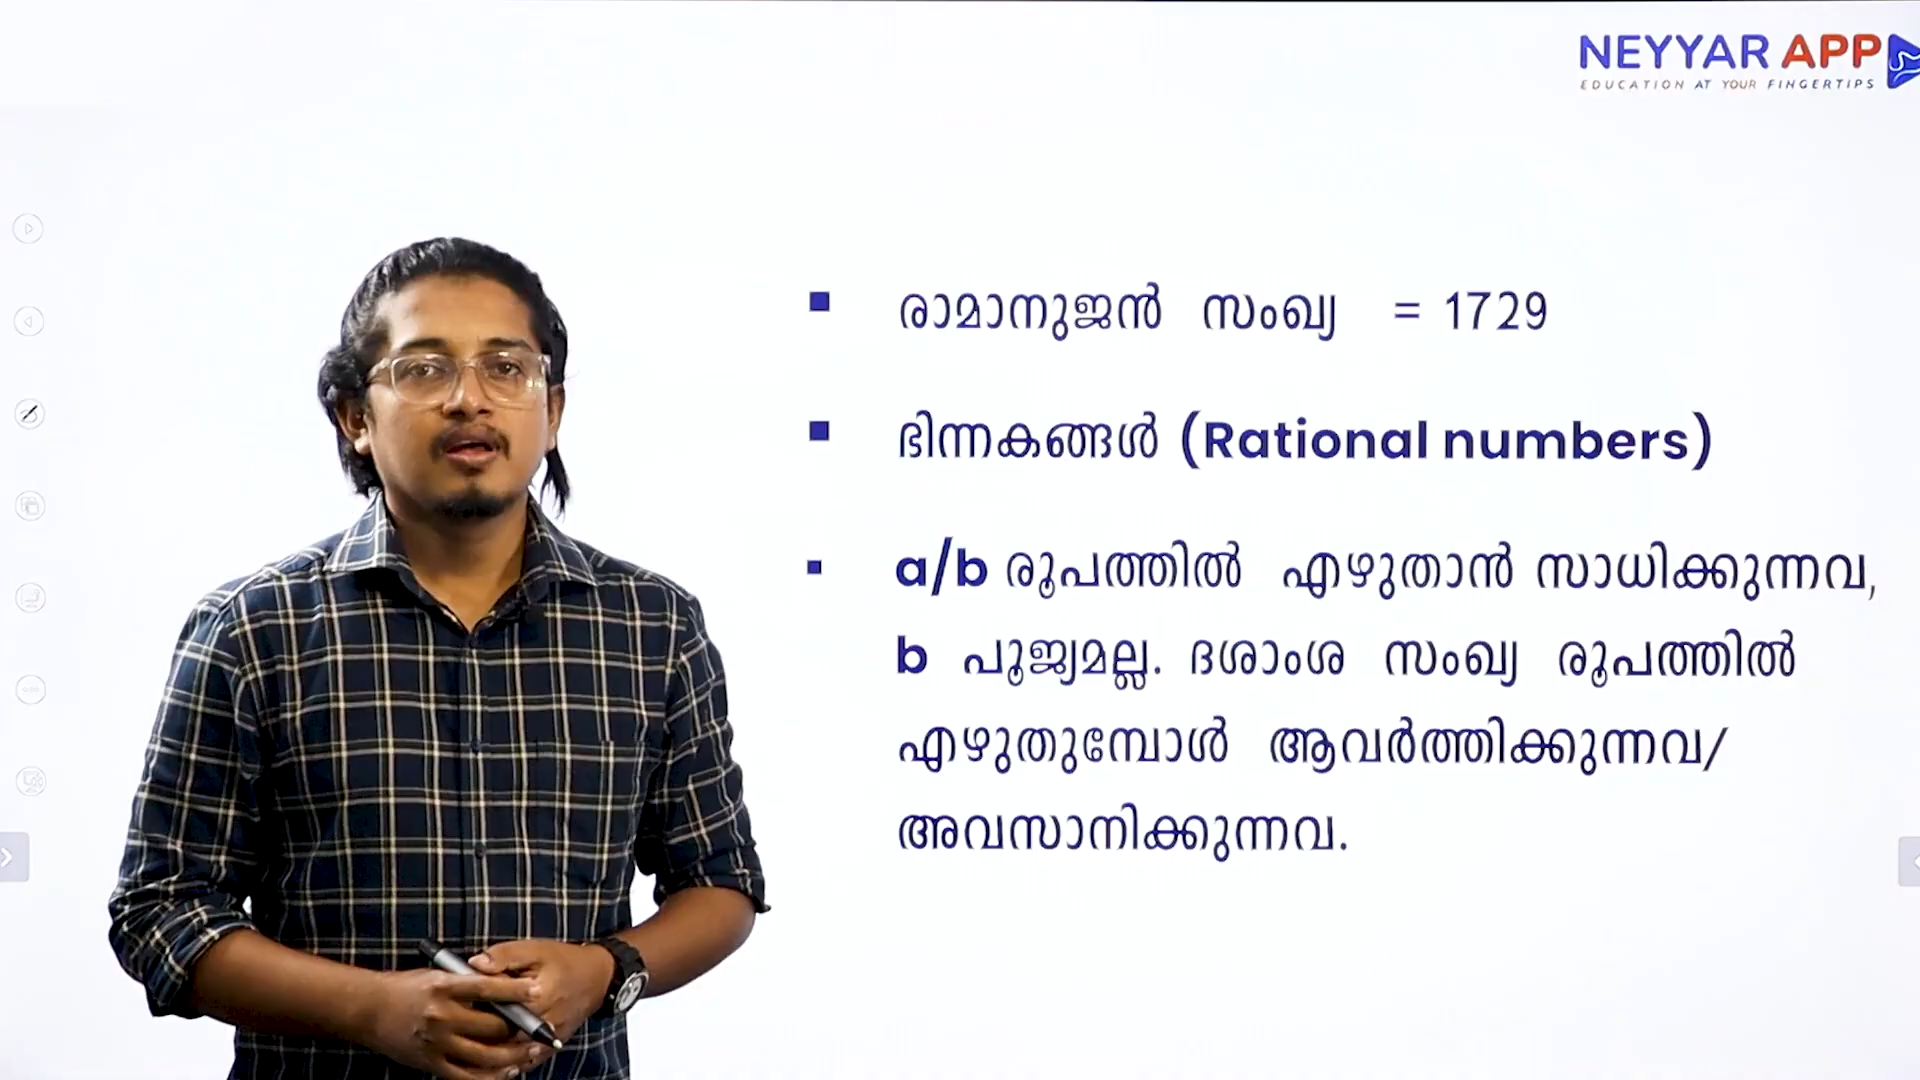 NEYYAR APP
EDUCATION AT YOUR FINGERTIPS
രാമാനുജൻ സംഖ്യ = 1729
ഭിന്നകങ്ങൾ (Rational numbers)
a/b രൂപത്തിൽ എഴുതാൻ സാധിക്കുന്നവ,
b പൂജ്യമല്ല. ദശാംശ സംഖ്യ രൂപത്തിൽ
എഴുതുമ്പോൾ ആവർത്തിക്കുന്നവ/
അവസാനിക്കുന്നവ.